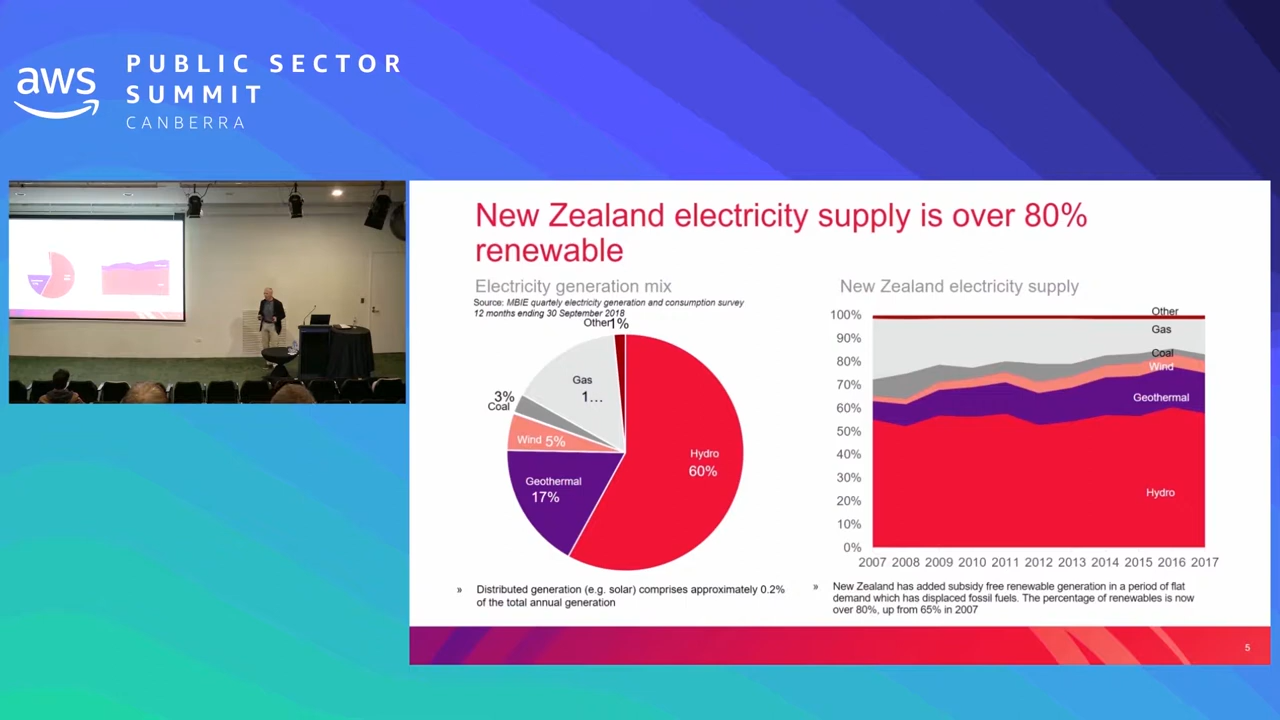 aws
PUBLIC SECTOR
SUMMIT
CANBERRA
New Zealand electricity supply is over 80%
renewable
Electricity generation mix
Source: MBIE quartely electricity generation and consumption survey
12 months ending 30 September 2018
Other 1%
Gas
1…
3%
Coal
Wind 5%
Geothermal
17%
Hydro
60%
» Distributed generation (e.g. solar) comprises approximately 0.2%
of the total annual generation
New Zealand electricity supply
100%
90%
80%
70%
60%
50%
40%
30%
20%
10%
0%
Other
Gas
Coal
Wind
Geothermal
Hydro
2007 2008 2009 2010 2011 2012 2013 2014 2015 2016 2017
» New Zealand has added subsidy free renewable generation in a period of flat
demand which has displaced fossil fuels. The percentage of renewables is now
over 80%, up from 65% in 2007
5